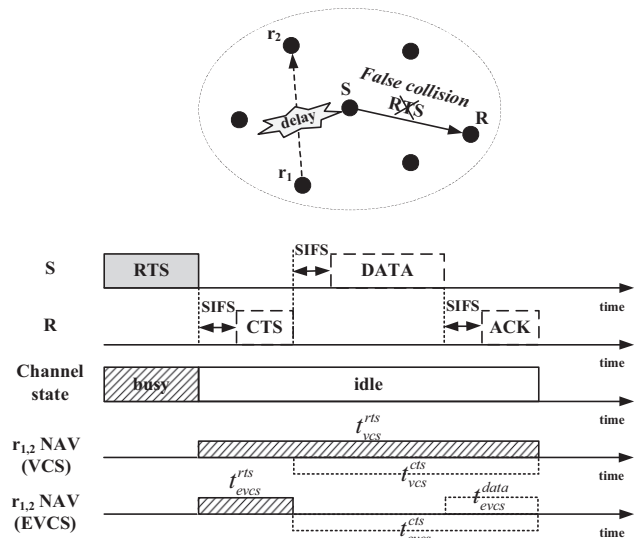 r2
False collision
S
RTS
R
delay
r1
S
RTS
SIFS
DATA
time
R
SIFS
CTS
SIFS
ACK
time
Channel state
busy
idle
time
r1,2 NAV (VCS)
t_vcs^rts
t_vcs^cts
time
r1,2 NAV (EVCS)
t_evcs^rts
t_evcs^data
t_evcs^cts
time